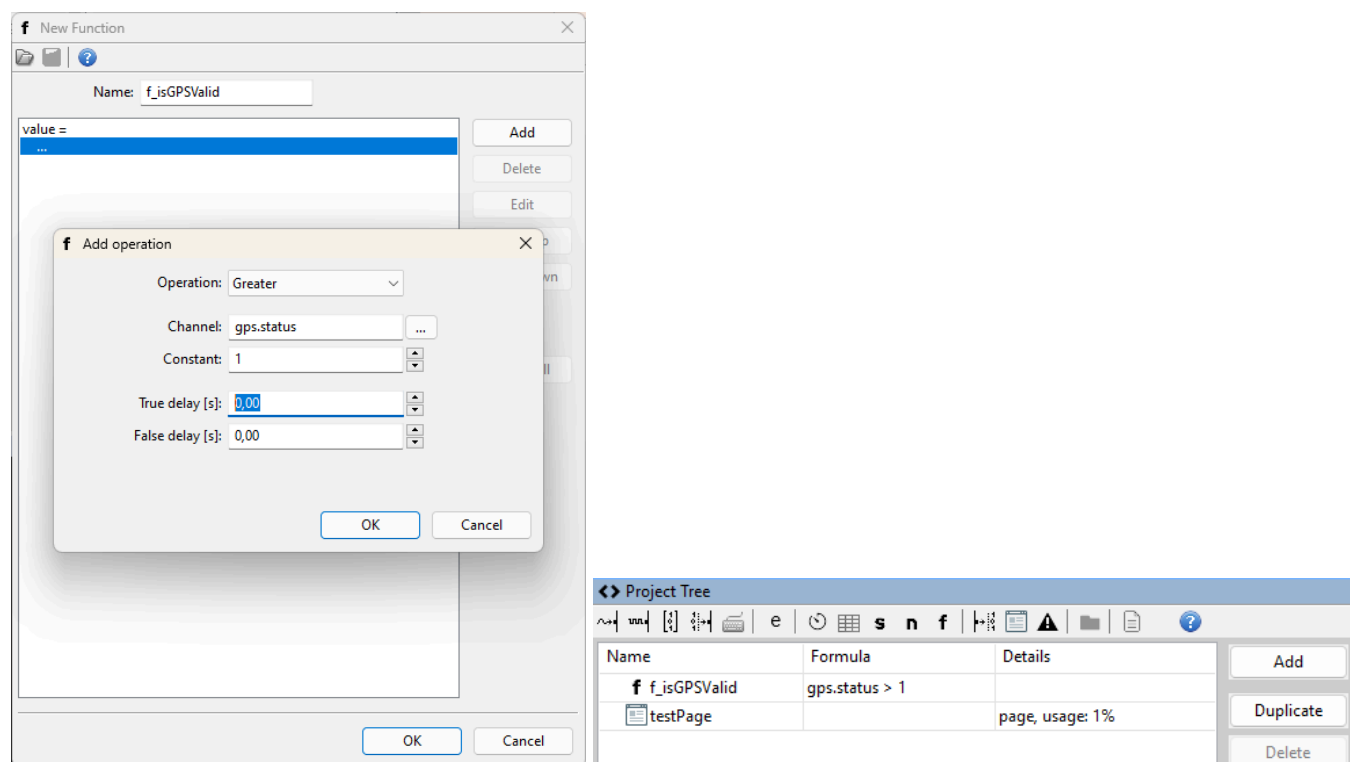 f New Function
Name: f_isGPSValid
value =
...
Add
Delete
Edit
f Add operation
Operation: Greater
Channel: gps.status ...
Constant: 1
True delay [s]: 0,00
False delay [s]: 0,00
OK Cancel
OK Cancel
Project Tree
e s n f
Name Formula Details
f f_isGPSValid gps.status > 1
testPage page, usage: 1%
Add
Duplicate
Delete